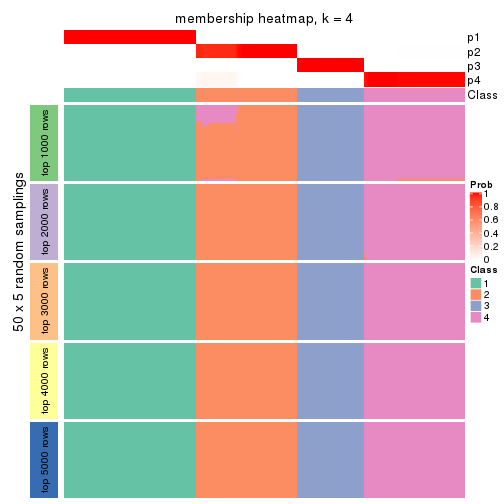 membership heatmap, k = 4
p1
p2
p3
p4
Class
50 x 5 random samplings
top 1000 rows
top 2000 rows
top 3000 rows
top 4000 rows
top 5000 rows
Prob
1
0.8
0.6
0.4
0.2
0
Class
1
2
3
4